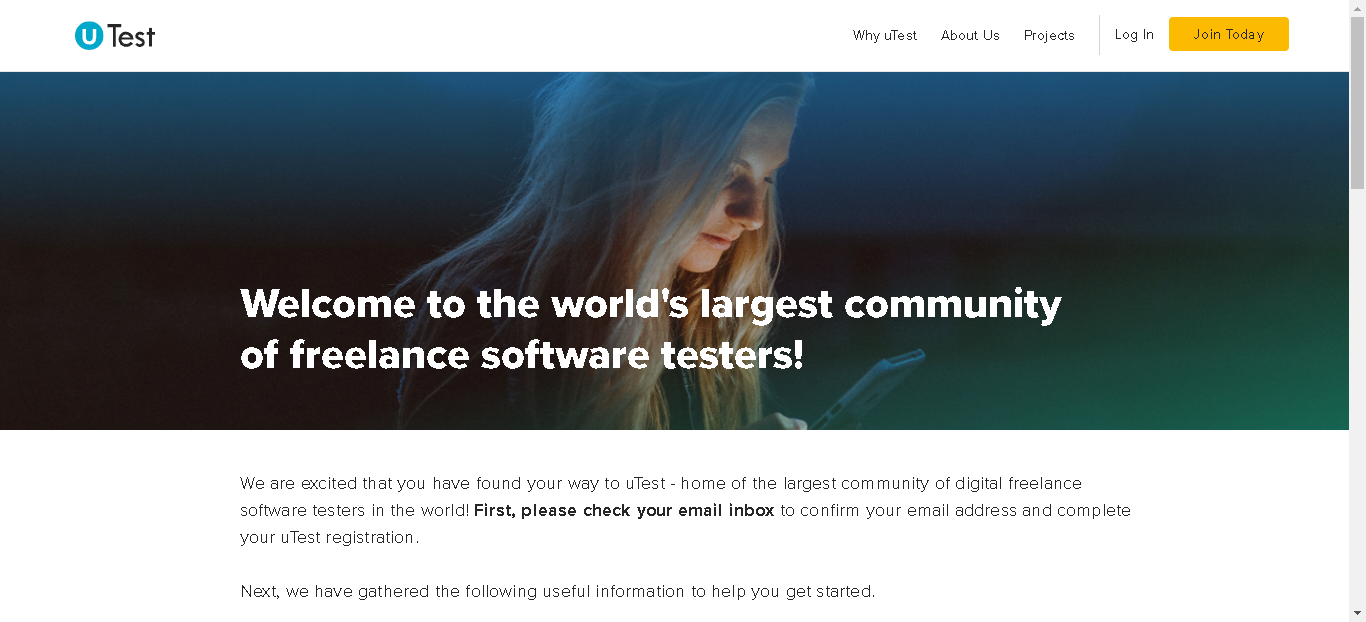 uTest
Why uTest
About Us
Projects
Log In
Join Today
Welcome to the world's largest community
of freelance software testers!
We are excited that you have found your way to uTest - home of the largest community of digital freelance
software testers in the world! First, please check your email inbox to confirm your email address and complete
your uTest registration.
Next, we have gathered the following useful information to help you get started.